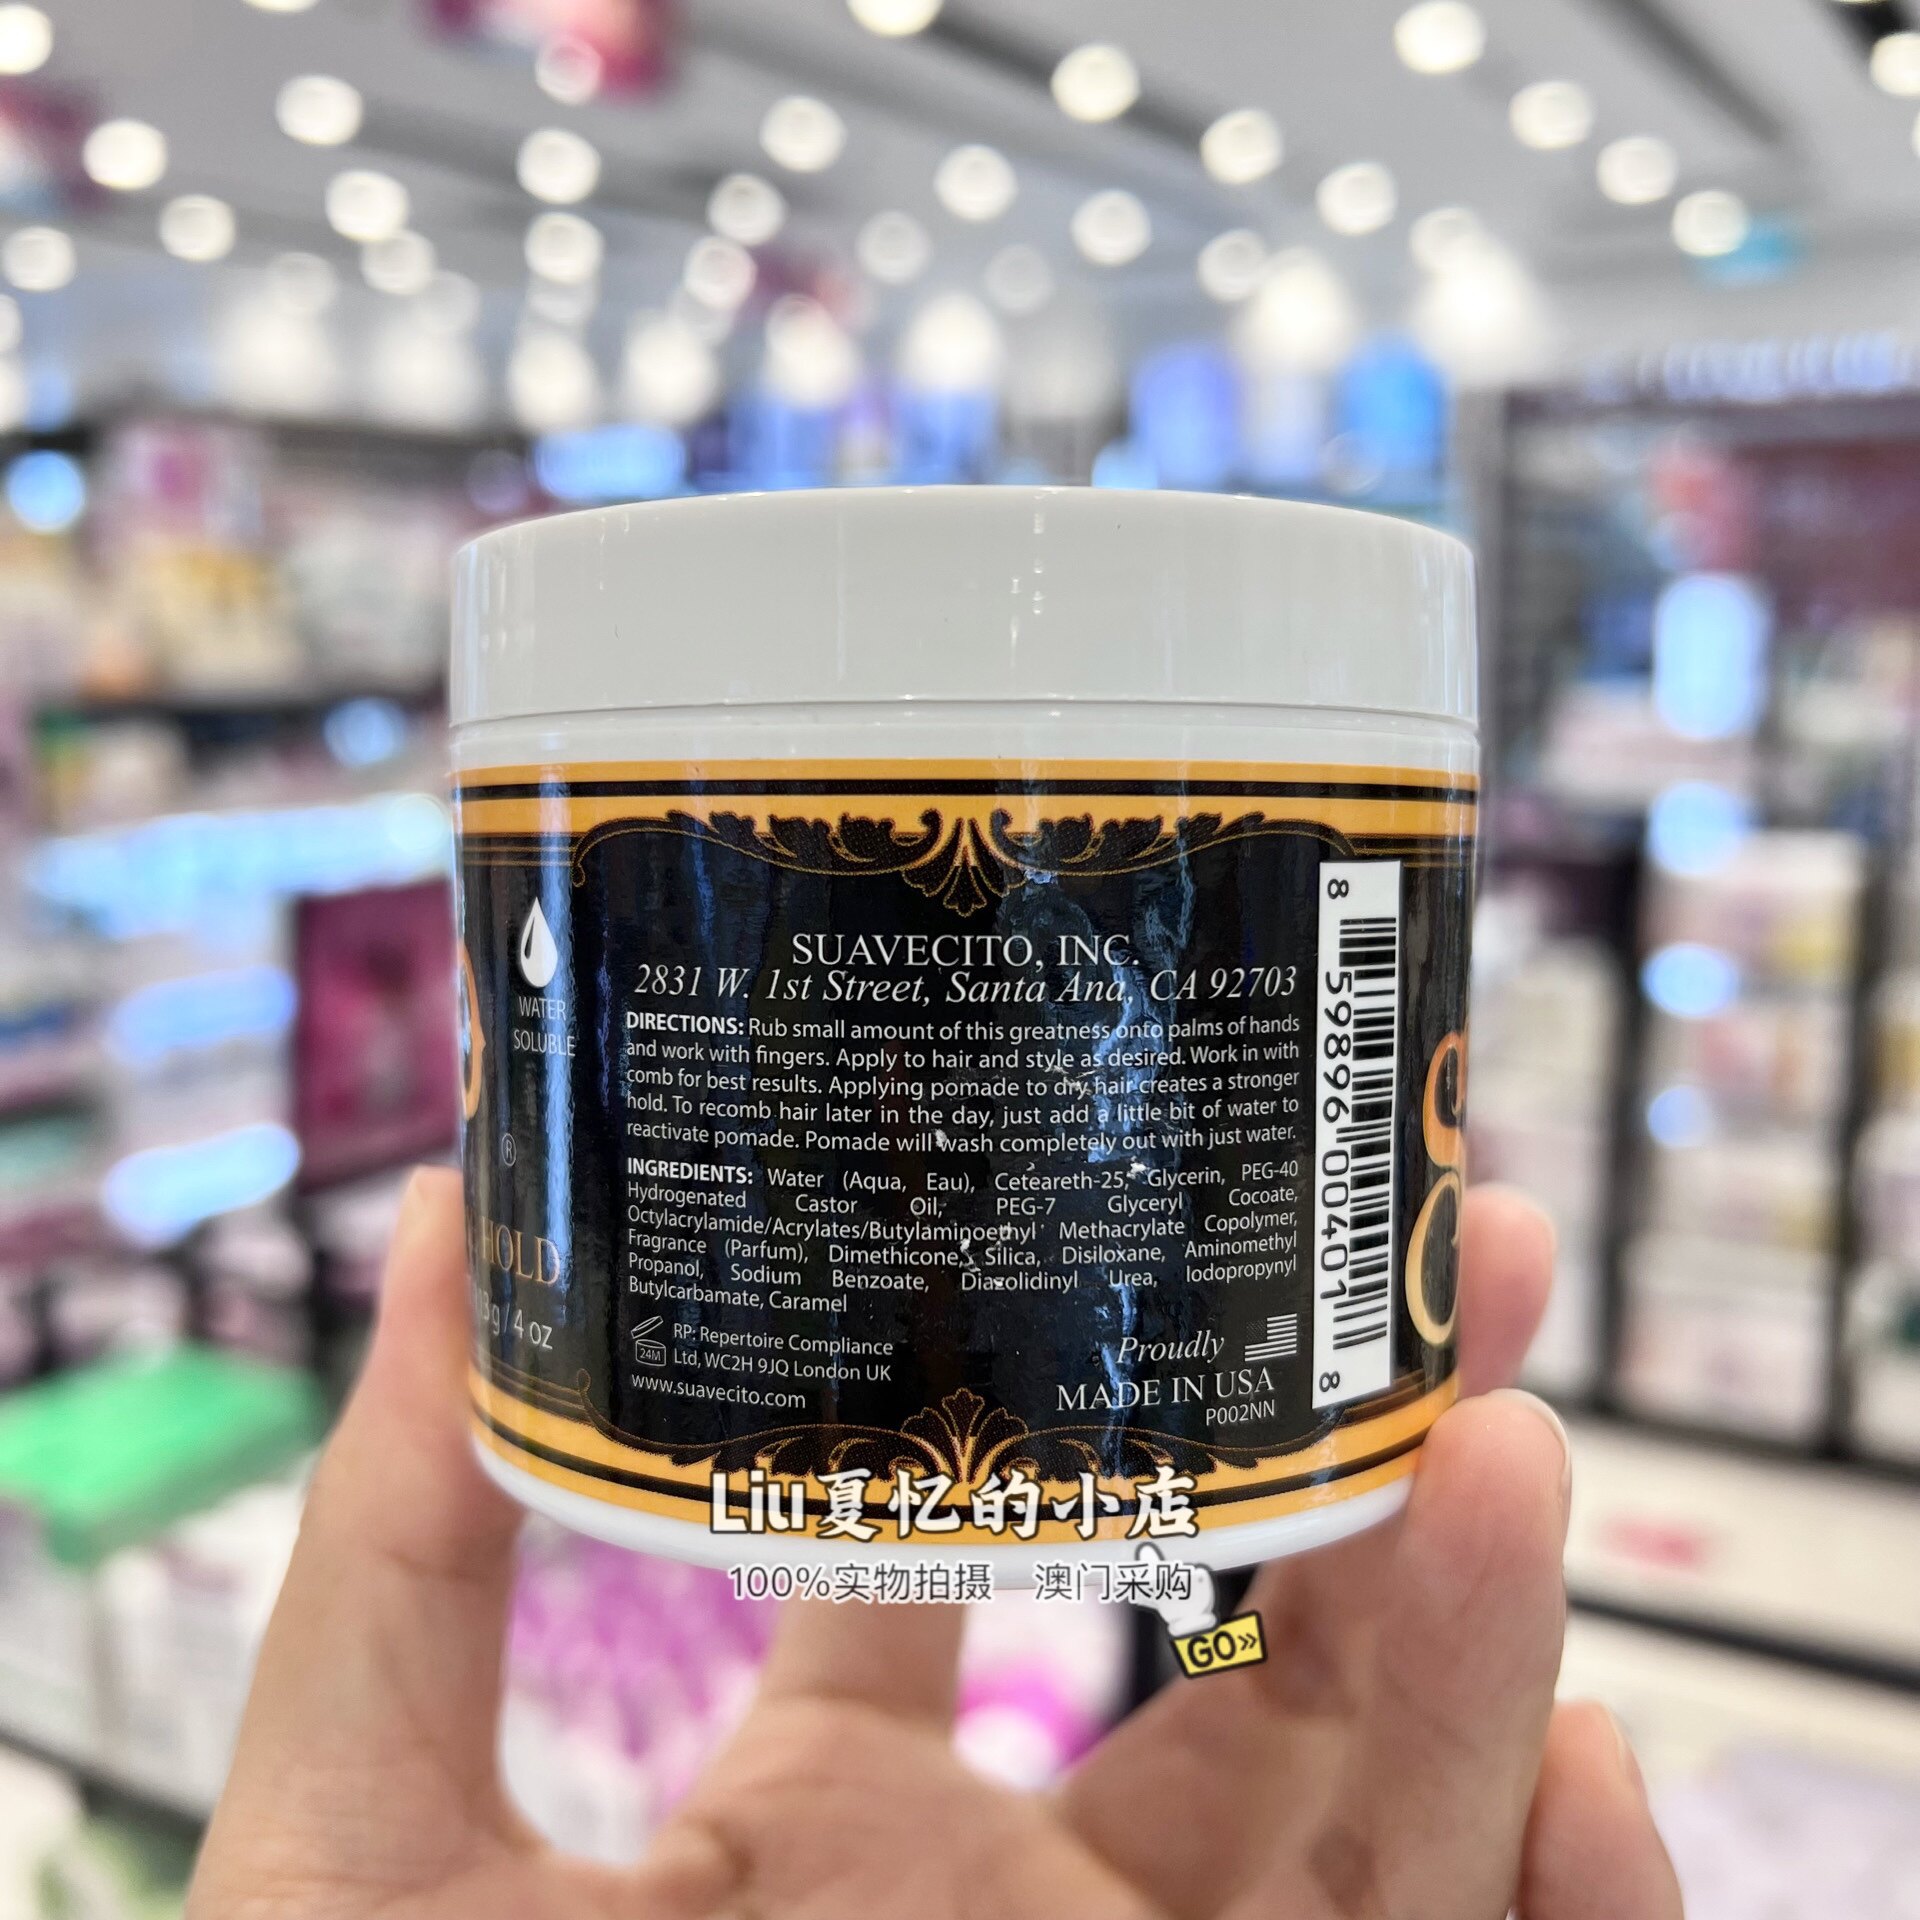 WATER
SOLUBLE
®
HOLD
13g / 4 oz
SUAVECITO, INC.
2831 W. 1st Street, Santa Ana, CA 92703
DIRECTIONS: Rub small amount of this greatness onto palms of hands
and work with fingers. Apply to hair and style as desired. Work in with
comb for best results. Applying pomade to dry hair creates a stronger
hold. To recomb hair later in the day, just add a little bit of water to
reactivate pomade. Pomade will wash completely out with just water.
INGREDIENTS: Water (Aqua, Eau), Ceteareth-25, Glycerin, PEG-40
Hydrogenated Castor Oil, PEG-7 Glyceryl Cocoate,
Octylacrylamide/Acrylates/Butylaminoethyl Methacrylate Copolymer,
Fragrance (Parfum), Dimethicone, Silica, Disiloxane, Aminomethyl
Propanol, Sodium Benzoate, Diazolidinyl Urea, Iodopropynyl
Butylcarbamate, Caramel
24M
RP: Repertoire Compliance
Ltd, WC2H 9JQ London UK
www.suavecito.com
Proudly
MADE IN USA
P002NN
8 59896 00401 8
Liu夏忆的小店
100%实物拍摄 澳门采购
GO»